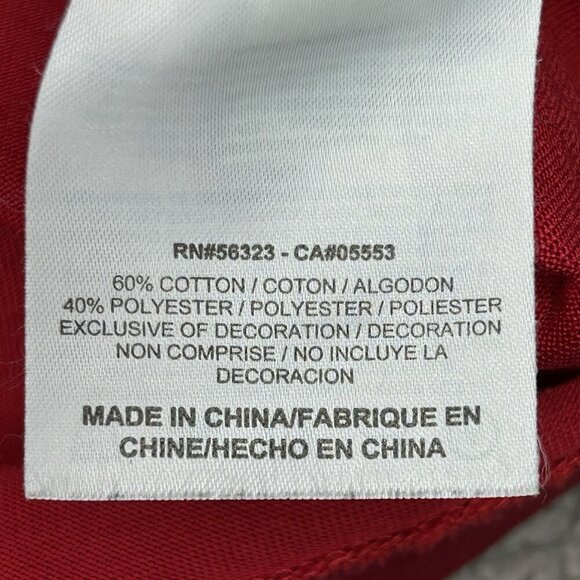 RN#56323 - CA#05553
60% COTTON / COTON / ALGODON
40% POLYESTER / POLYESTER / POLIESTER
EXCLUSIVE OF DECORATION / DECORATION
NON COMPRISE / NO INCLUYE LA
DECORACION
MADE IN CHINA/FABRIQUE EN
CHINE/HECHO EN CHINA